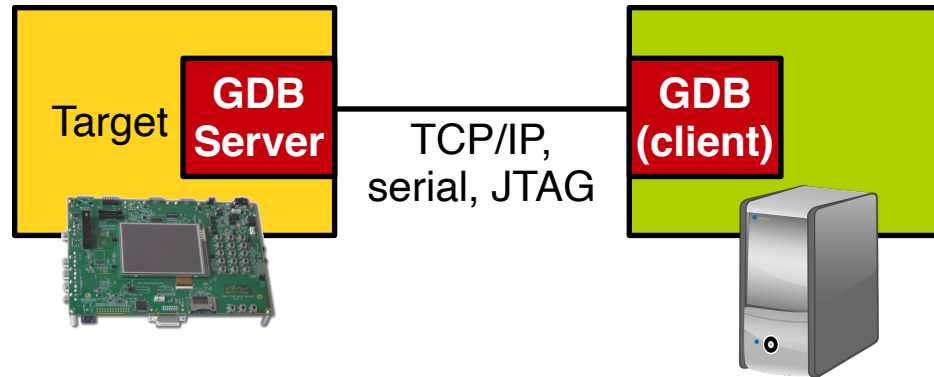 Target
GDB
Server
TCP/IP,
serial, JTAG
GDB
(client)